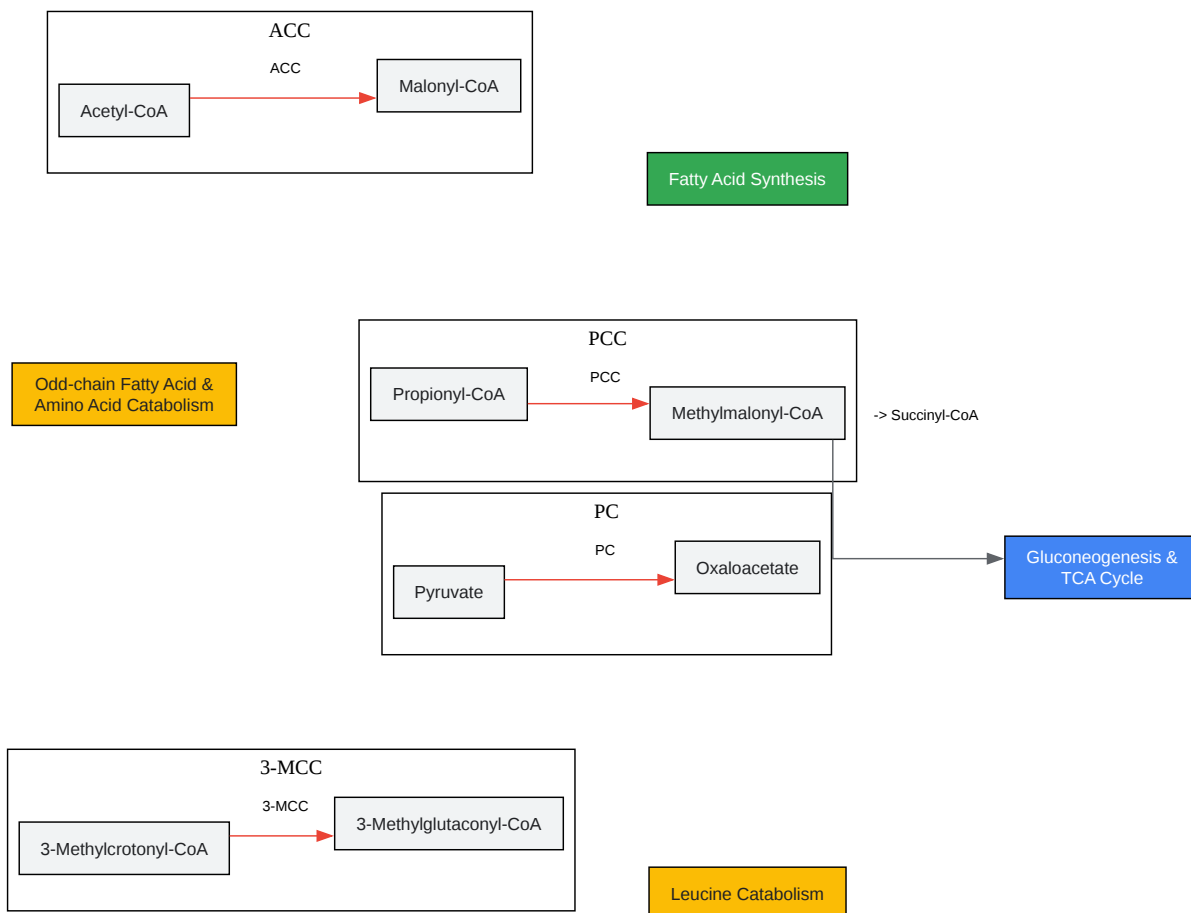 ACC
ACC
Acetyl-CoA
Malonyl-CoA
Fatty Acid Synthesis
Odd-chain Fatty Acid &
Amino Acid Catabolism
PCC
PCC
Propionyl-CoA
Methylmalonyl-CoA
-> Succinyl-CoA
PC
PC
Pyruvate
Oxaloacetate
Gluconeogenesis &
TCA Cycle
3-MCC
3-MCC
3-Methylcrotonyl-CoA
3-Methylglutaconyl-CoA
Leucine Catabolism